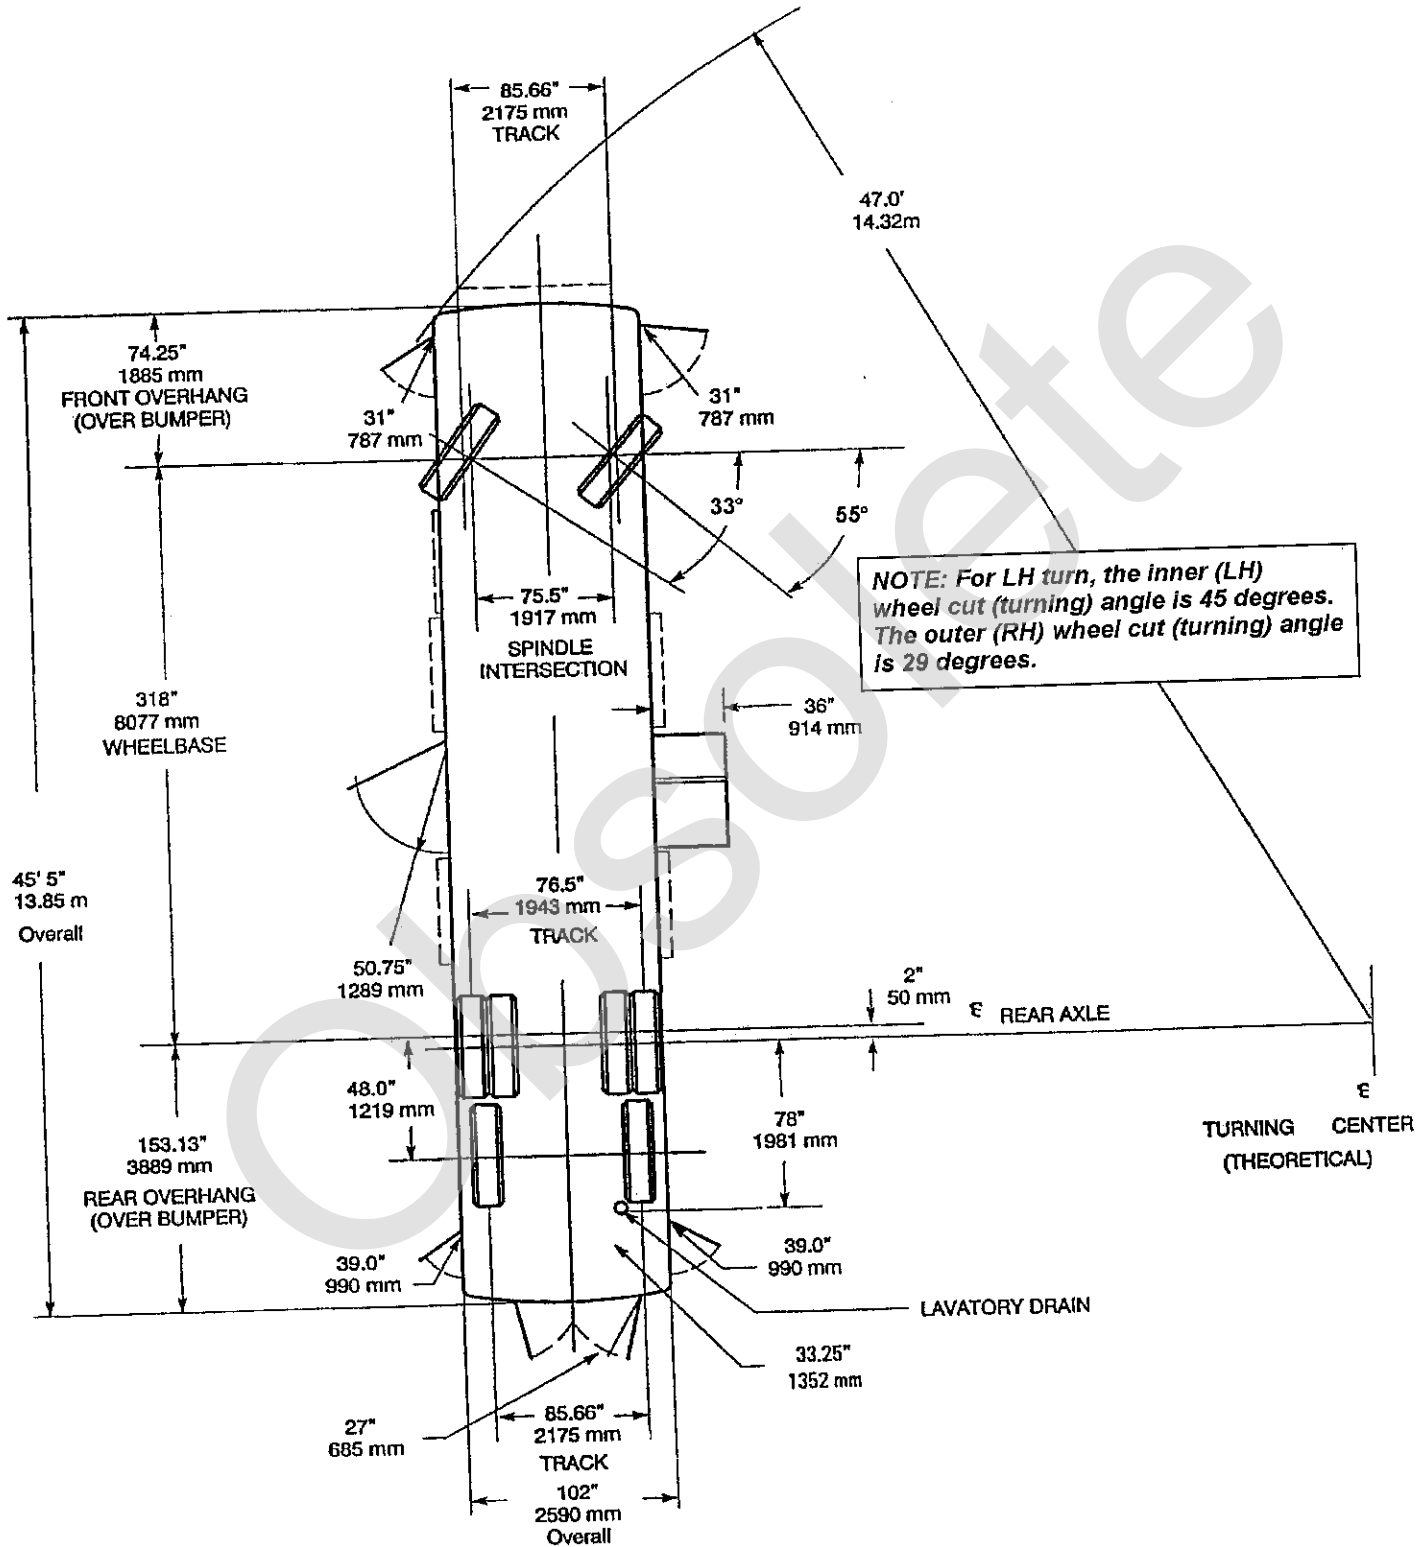 85.66"
2175 mm
TRACK
47.0'
14.32m
74.25"
1885 mm
FRONT OVERHANG
(OVER BUMPER)
31"
787 mm
31"
787 mm
33°
55°
NOTE: For LH turn, the inner (LH)
wheel cut (turning) angle is 45 degrees.
The outer (RH) wheel cut (turning) angle
is 29 degrees.
75.5"
1917 mm
SPINDLE
INTERSECTION
318"
8077 mm
WHEELBASE
36"
914 mm
45' 5"
13.85 m
Overall
76.5"
1943 mm
TRACK
50.75"
1289 mm
2"
50 mm
ε REAR AXLE
48.0"
1219 mm
78"
1981 mm
ε
TURNING CENTER
(THEORETICAL)
153.13"
3889 mm
REAR OVERHANG
(OVER BUMPER)
39.0"
990 mm
39.0"
990 mm
LAVATORY DRAIN
33.25"
1352 mm
27"
685 mm
85.66"
2175 mm
TRACK
102"
2590 mm
Overall
Obsolete